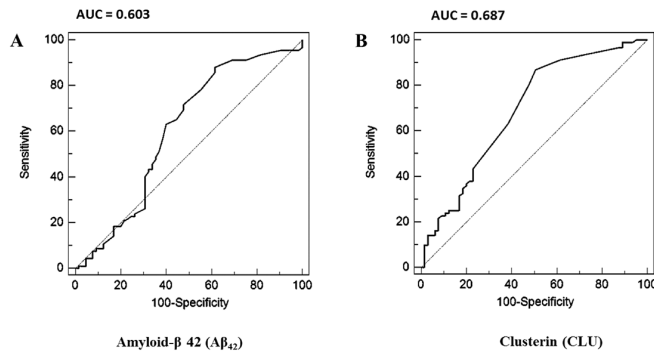 AUC = 0.603
A
100
80
60
40
20
0
Sensitivity
0 20 40 60 80 100
100-Specificity
Amyloid-β 42 (Aβ₄₂)
AUC = 0.687
B
100
80
60
40
20
0
Sensitivity
0 20 40 60 80 100
100-Specificity
Clusterin (CLU)